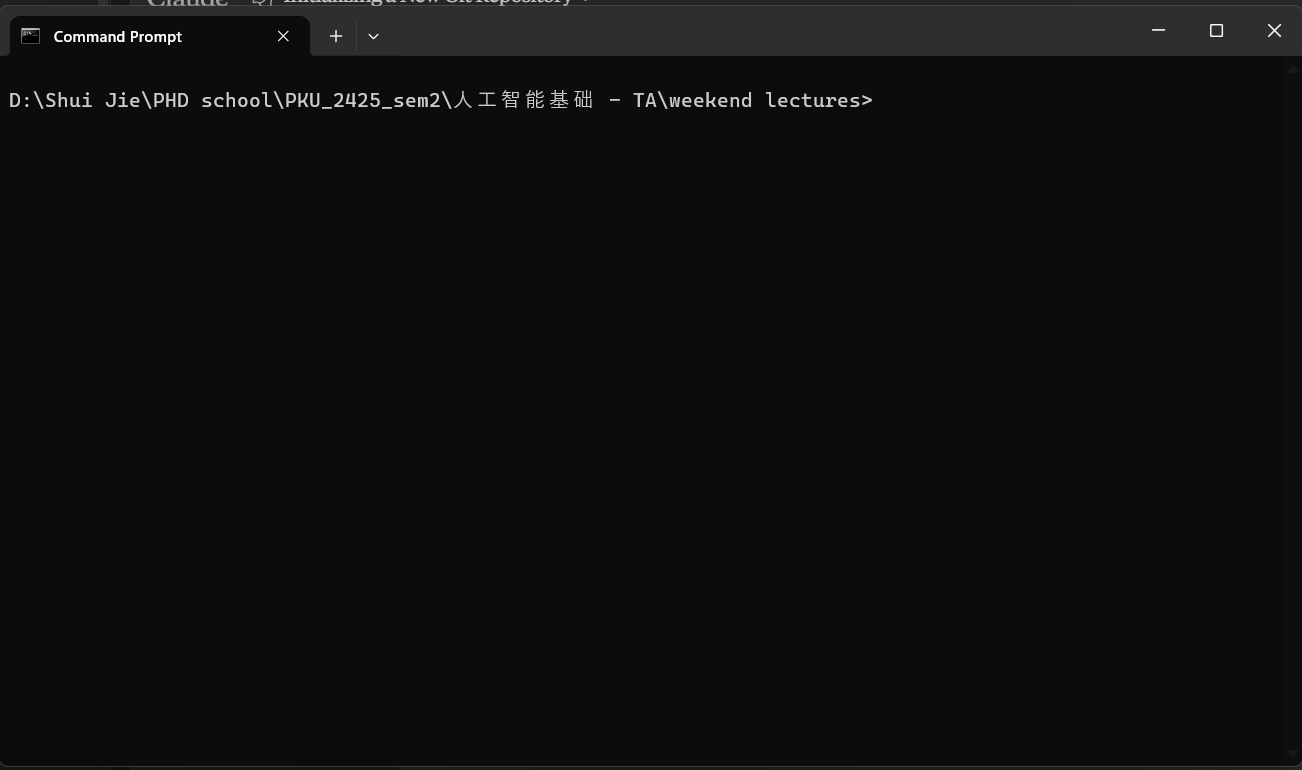 Claude
Initializing a New Git Repository
Command Prompt
D:\Shui Jie\PHD school\PKU_2425_sem2\人工智能基础 - TA\weekend lectures>